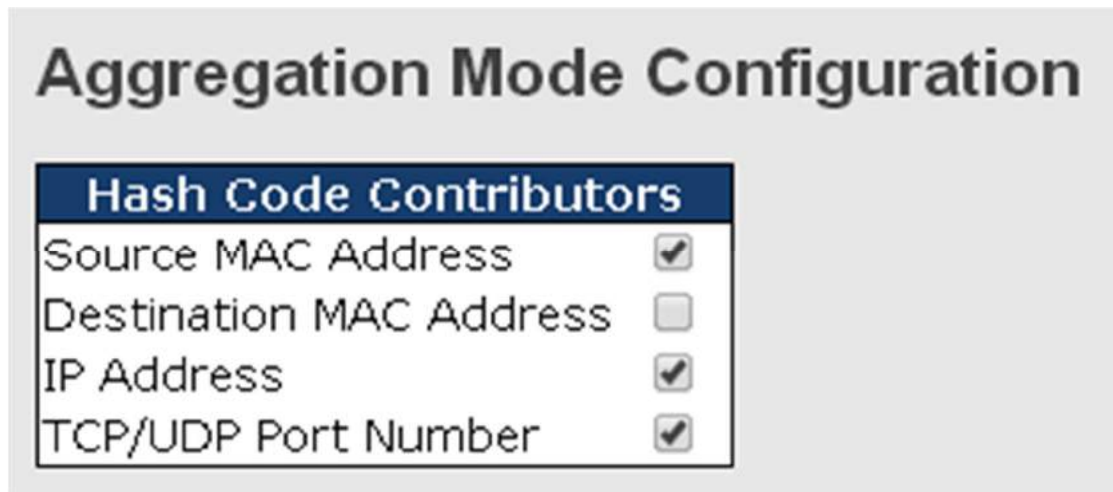 Aggregation Mode Configuration
Hash Code Contributors
Source MAC Address
Destination MAC Address
IP Address
TCP/UDP Port Number